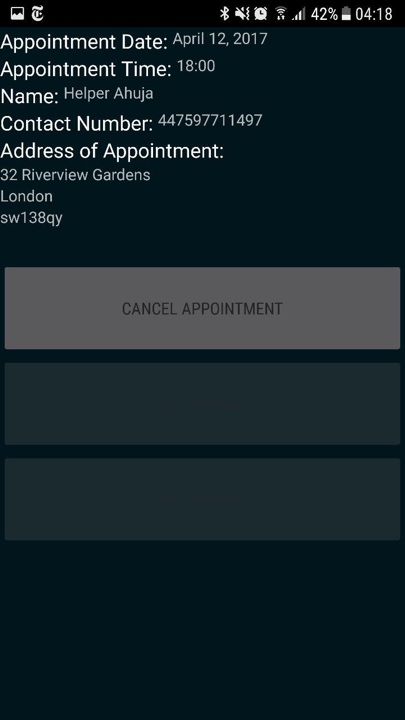 42% 04:18
Appointment Date: April 12, 2017
Appointment Time: 18:00
Name: Helper Ahuja
Contact Number: 447597711497
Address of Appointment:
32 Riverview Gardens
London
sw138qy
CANCEL APPOINTMENT